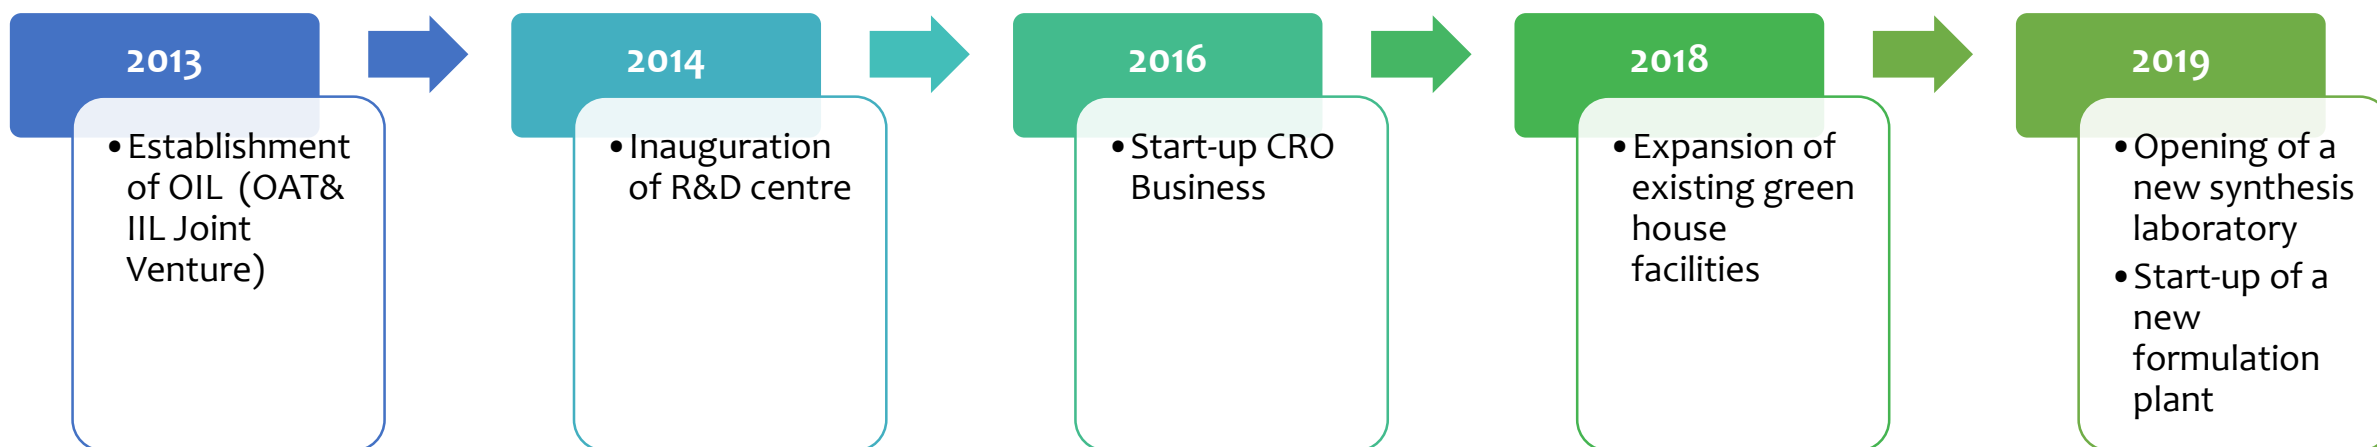 2013
•Establishment
of OIL (OAT&
IIL Joint
Venture)
2014
•Inauguration
of R&D centre
2016
•Start-up CRO
Business
2018
•Expansion of
existing green
house
facilities
2019
•Opening of a
new synthesis
laboratory
•Start-up of a
new
formulation
plant